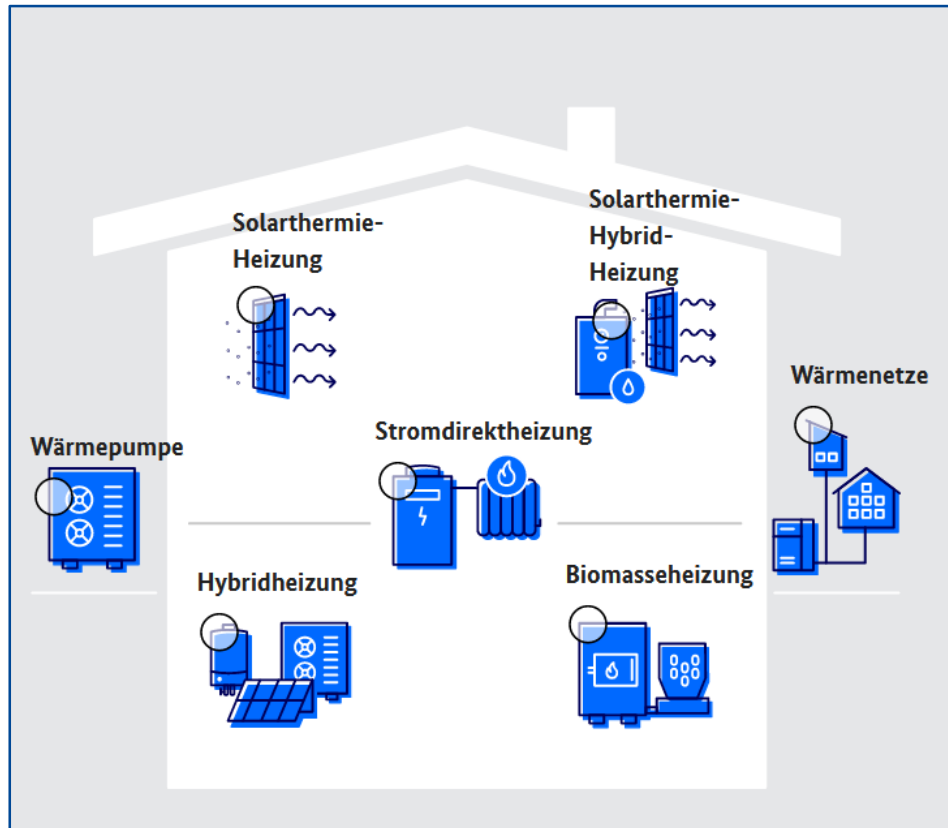 Solarthermie-
Heizung
Solarthermie-
Hybrid-
Heizung
Wärmenetze
Stromdirektheizung
Wärmepumpe
Hybridheizung
Biomasseheizung